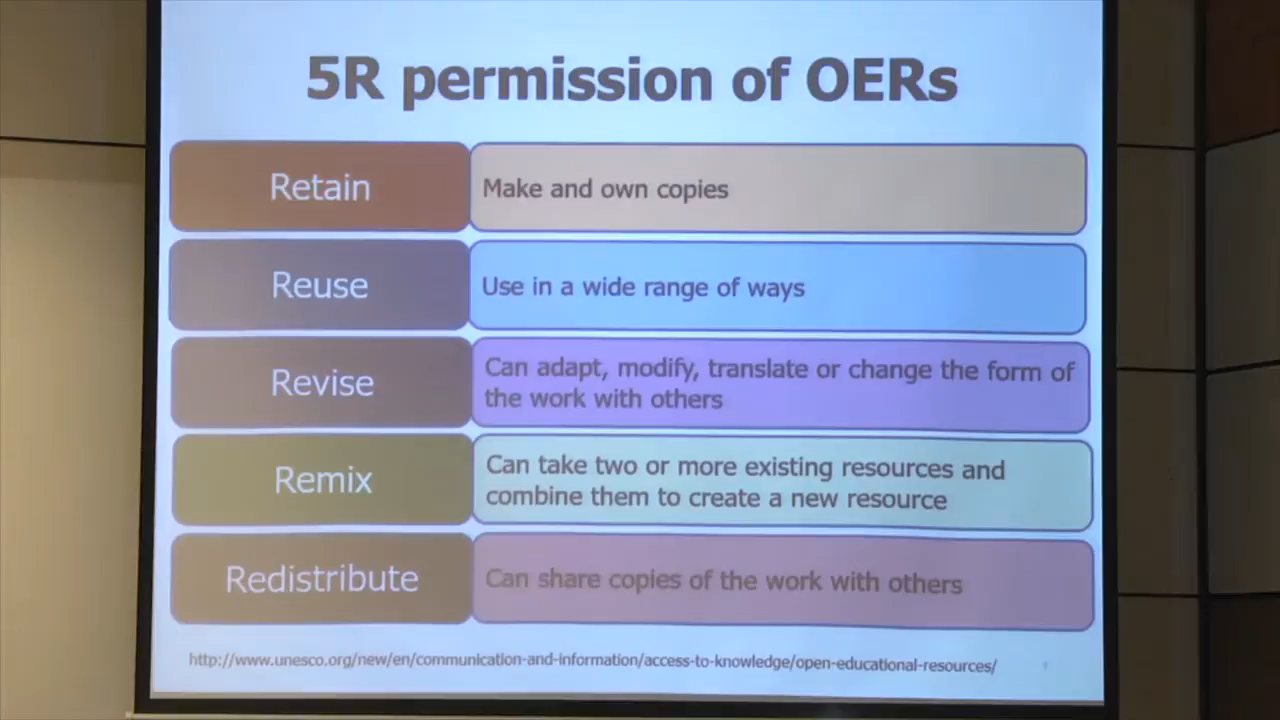 5R permission of OERs
Retain
Make and own copies
Reuse
Use in a wide range of ways
Revise
Can adapt, modify, translate or change the form of
the work with others
Remix
Can take two or more existing resources and
combine them to create a new resource
Redistribute
Can share copies of the work with others
http://www.unesco.org/new/en/communication-and-information/access-to-knowledge/open-educational-resources/